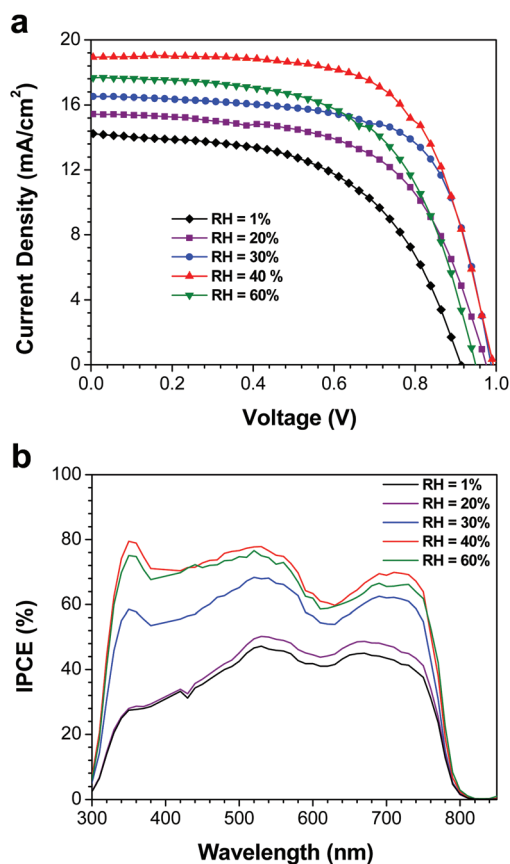 a
20
16
12
8
4
0
Current Density (mA/cm²)
RH = 1%
RH = 20%
RH = 30%
RH = 40 %
RH = 60%
0.0 0.2 0.4 0.6 0.8 1.0
Voltage (V)
b
100
80
60
40
20
0
IPCE (%)
RH = 1%
RH = 20%
RH = 30%
RH = 40%
RH = 60%
300 400 500 600 700 800
Wavelength (nm)